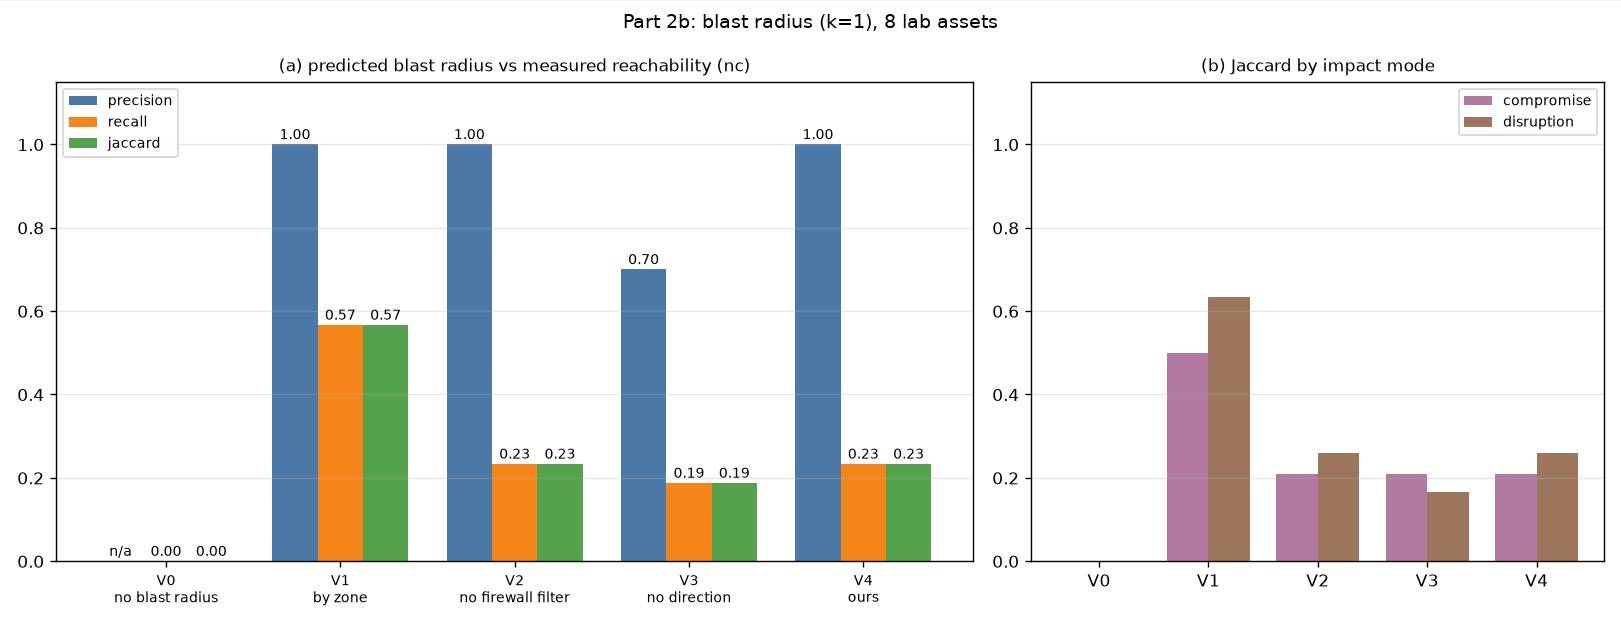 Part 2b: blast radius (k=1), 8 lab assets
(a) predicted blast radius vs measured reachability (nc)
precision
recall
jaccard
1.0
0.8
0.6
0.4
0.2
0.0
n/a 0.00 0.00
1.00 0.57 0.57
1.00 0.23 0.23
0.70 0.19 0.19
1.00 0.23 0.23
V0 V1 V2 V3 V4
no blast radius by zone no firewall filter no direction ours
(b) Jaccard by impact mode
compromise
disruption
1.0
0.8
0.6
0.4
0.2
0.0
V0 V1 V2 V3 V4